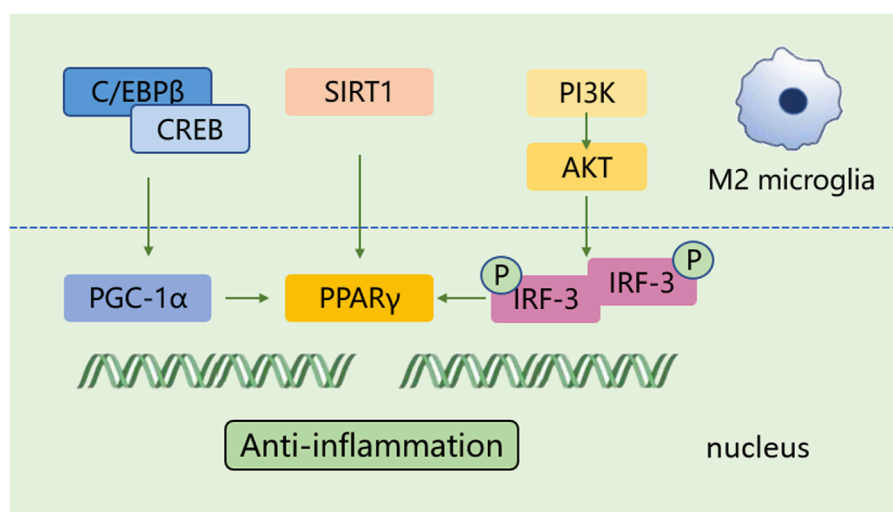 C/EBPβ
CREB
SIRT1
PI3K
AKT
M2 microglia
PGC-1α
PPARγ
P
IRF-3
IRF-3
P
Anti-inflammation
nucleus